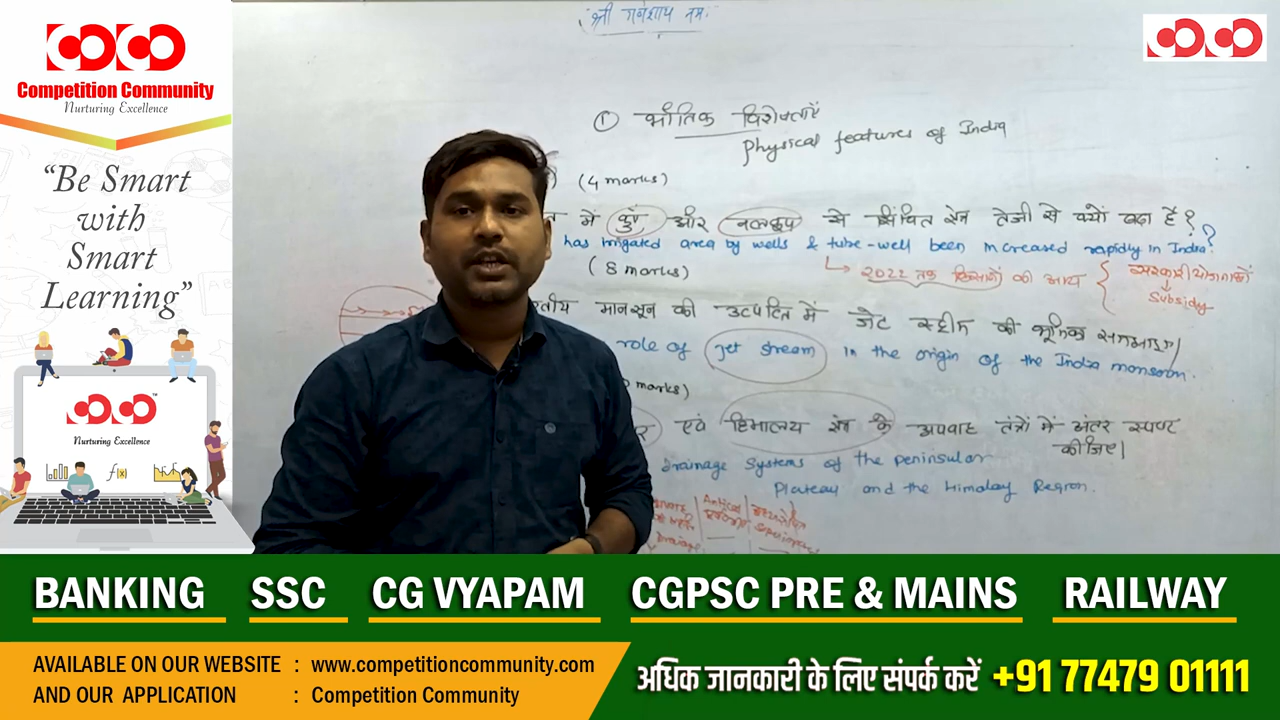 Competition Community
Nurturing Excellence
“Be Smart
with
Smart
Learning”
TM
Nurturing Excellence
f(x)
श्री गणेशाय नमः
① भौतिक विशेषताएँ
Physical features of India
(4 marks)
में कुएँ और नलकूप से सिंचित क्षेत्र तेजी से क्यों बढ़ा है?
has irrigated area by wells & tube-well been increased rapidly in India?
(8 marks)
↳ 2022 तक किसानों की आय { सरकारी योजनाओं
↓
Subsidy
मानसून की उत्पत्ति में जेट स्ट्रीम की भूमिका समझाइए|
role of jet stream in the origin of the India monsoon.
marks)
एवं हिमालय क्षेत्र के अपवाह तंत्रों में अंतर स्पष्ट
कीजिए|
drainage systems of the peninsular
Plateau and the Himalay Region.
Drainage
BANKING SSC CG VYAPAM CGPSC PRE & MAINS RAILWAY
AVAILABLE ON OUR WEBSITE : www.competitioncommunity.com
AND OUR APPLICATION : Competition Community
अधिक जानकारी के लिए संपर्क करें +91 77479 01111